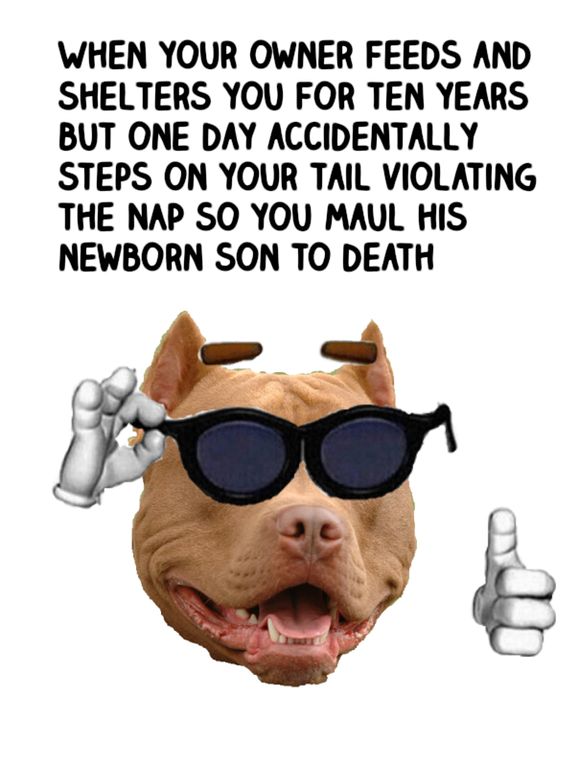 WHEN YOUR OWNER FEEDS AND
SHELTERS YOU FOR TEN YEARS
BUT ONE DAY ACCIDENTALLY
STEPS ON YOUR TAIL VIOLATING
THE NAP SO YOU MAUL HIS
NEWBORN SON TO DEATH